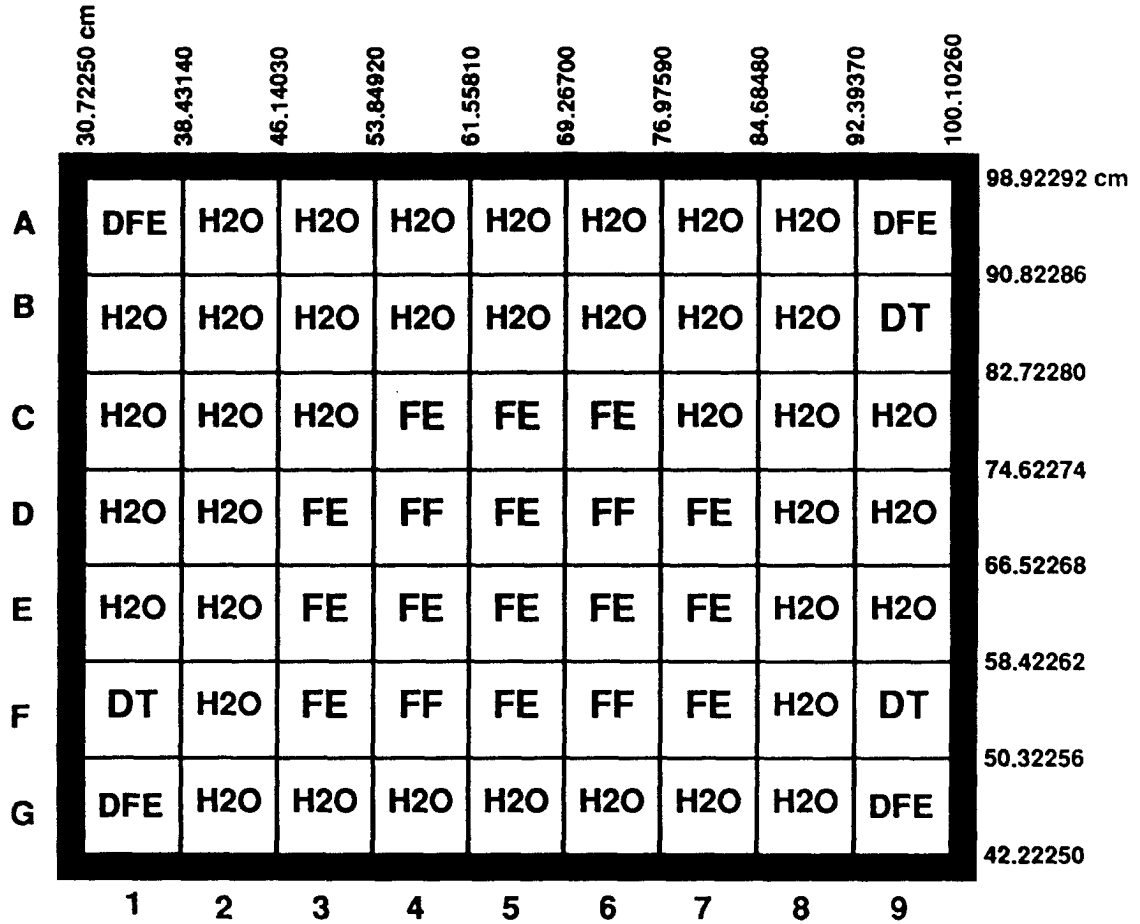 30.72250 cm 38.43140 46.14030 53.84920 61.55810 69.26700 76.97590 84.68480 92.39370 100.10260
98.92292 cm
A DFE H2O H2O H2O H2O H2O H2O H2O DFE
90.82286
B H2O H2O H2O H2O H2O H2O H2O H2O DT
82.72280
C H2O H2O H2O FE FE FE H2O H2O H2O
74.62274
D H2O H2O FE FF FE FF FE H2O H2O
66.52268
E H2O H2O FE FE FE FE FE H2O H2O
58.42262
F DT H2O FE FF FE FF FE H2O DT
50.32256
G DFE H2O H2O H2O H2O H2O H2O H2O DFE
42.22250
1 2 3 4 5 6 7 8 9